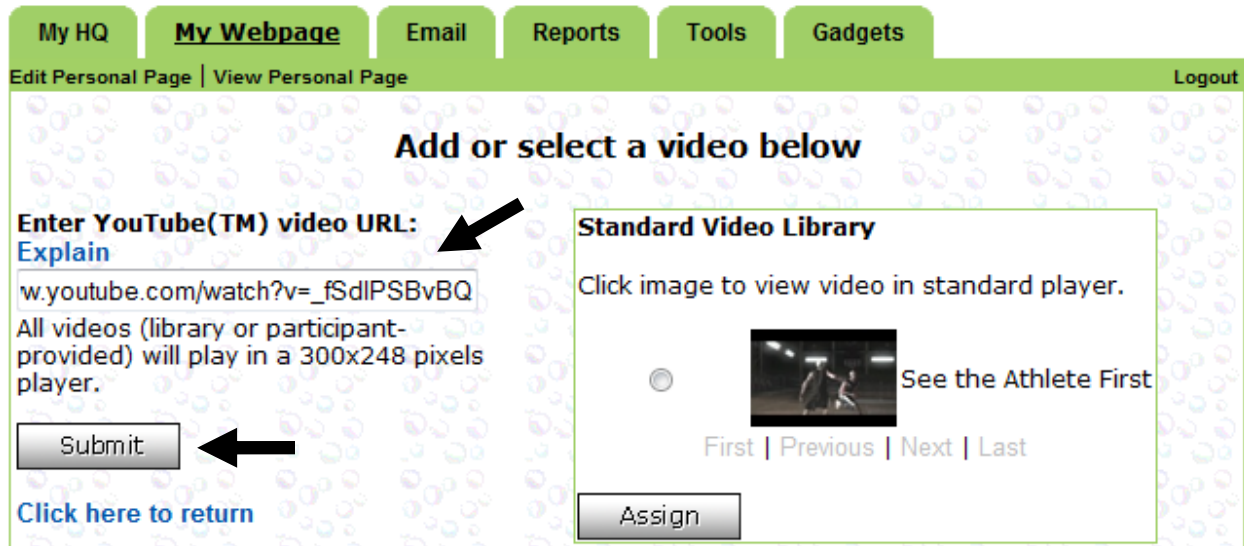 My HQ My Webpage Email Reports Tools Gadgets
Edit Personal Page | View Personal Page Logout
Add or select a video below
Enter YouTube(TM) video URL:
Explain
w.youtube.com/watch?v=_fSdlPSBvBQ
All videos (library or participant-
provided) will play in a 300x248 pixels
player.
Submit
Click here to return
Standard Video Library
Click image to view video in standard player.
See the Athlete First
First | Previous | Next | Last
Assign